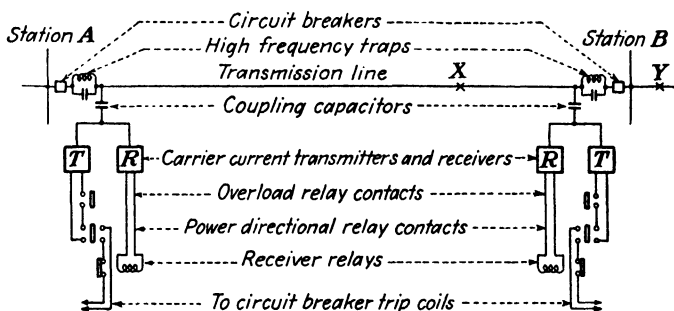 Circuit breakers
Station A
High frequency traps
Station B
Transmission line
X
Y
Coupling capacitors
T
R
Carrier current transmitters and receivers
R
T
Overload relay contacts
Power directional relay contacts
Receiver relays
To circuit breaker trip coils